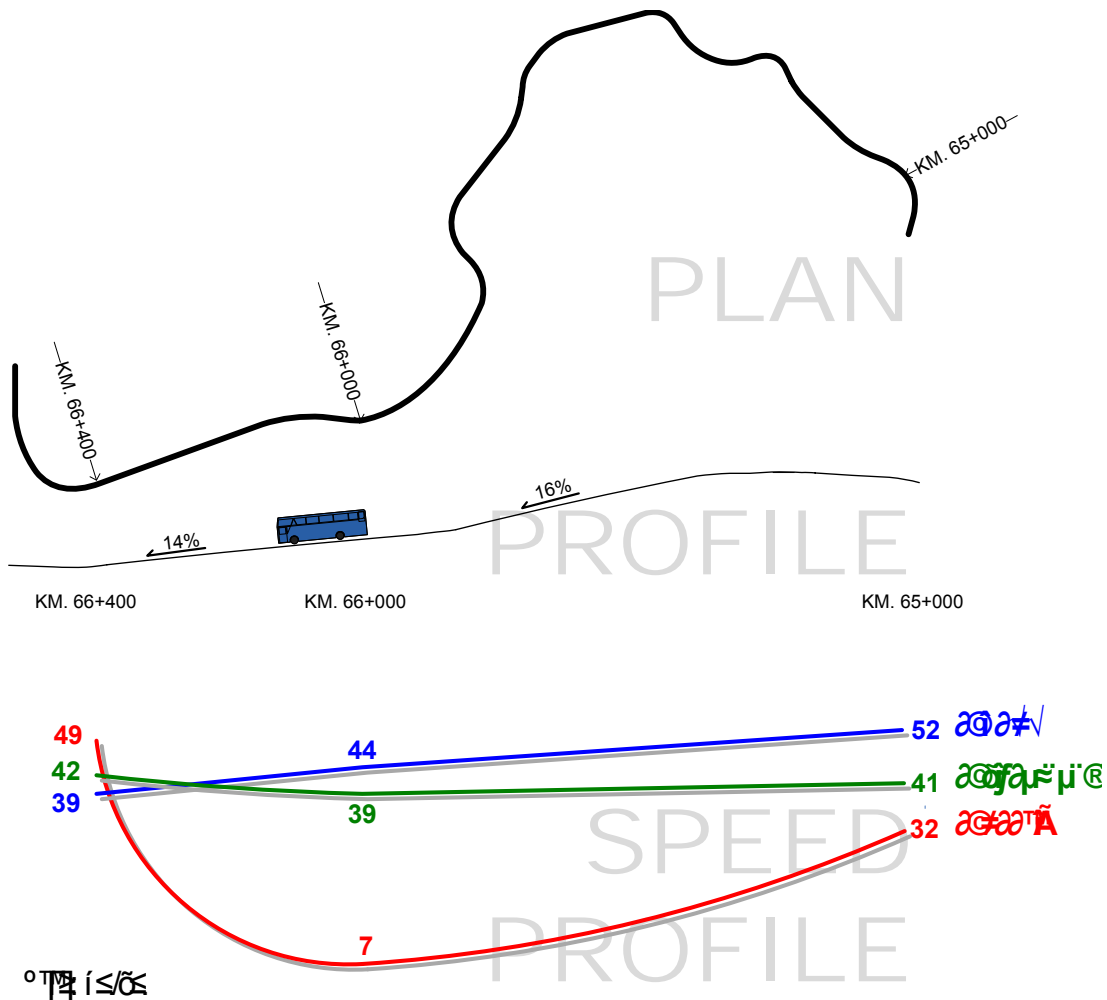 KM. 65+000
PLAN
KM. 66+000
KM. 66+400
16%
14%
PROFILE
KM. 66+400
KM. 66+000
KM. 65+000
49
44
52
42
39
39
41
32
SPEED
PROFILE
7